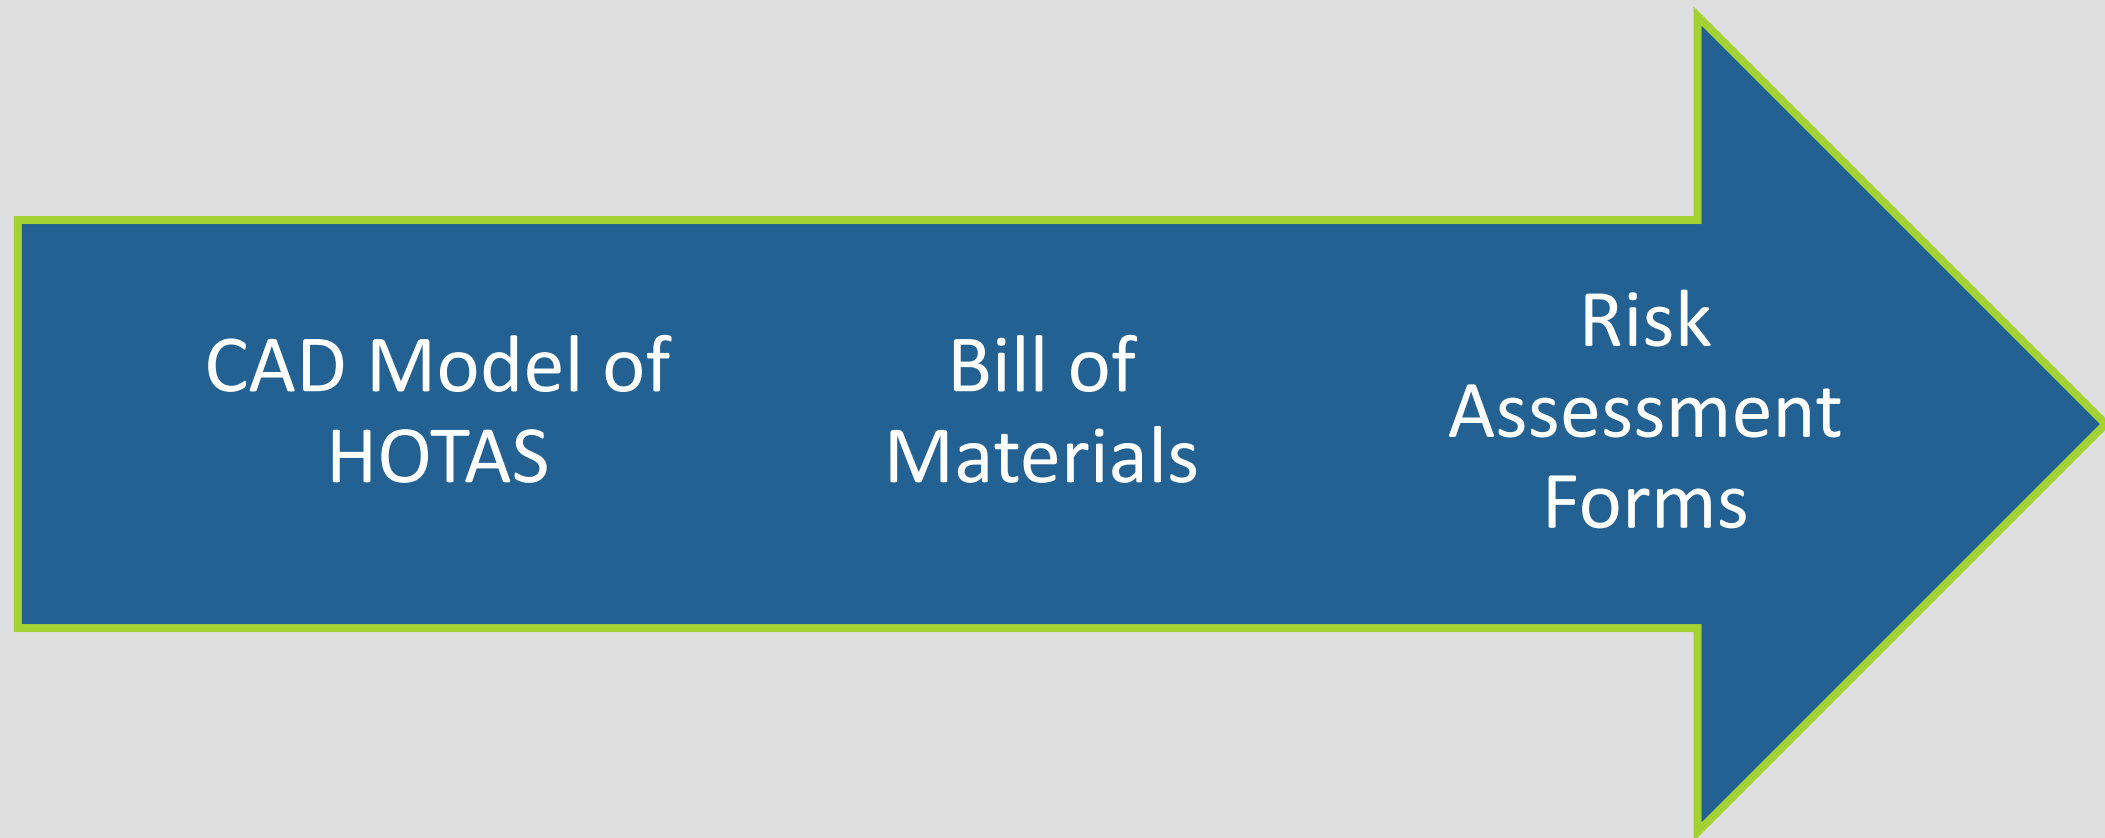 CAD Model of
HOTAS
Bill of
Materials
Risk
Assessment
Forms